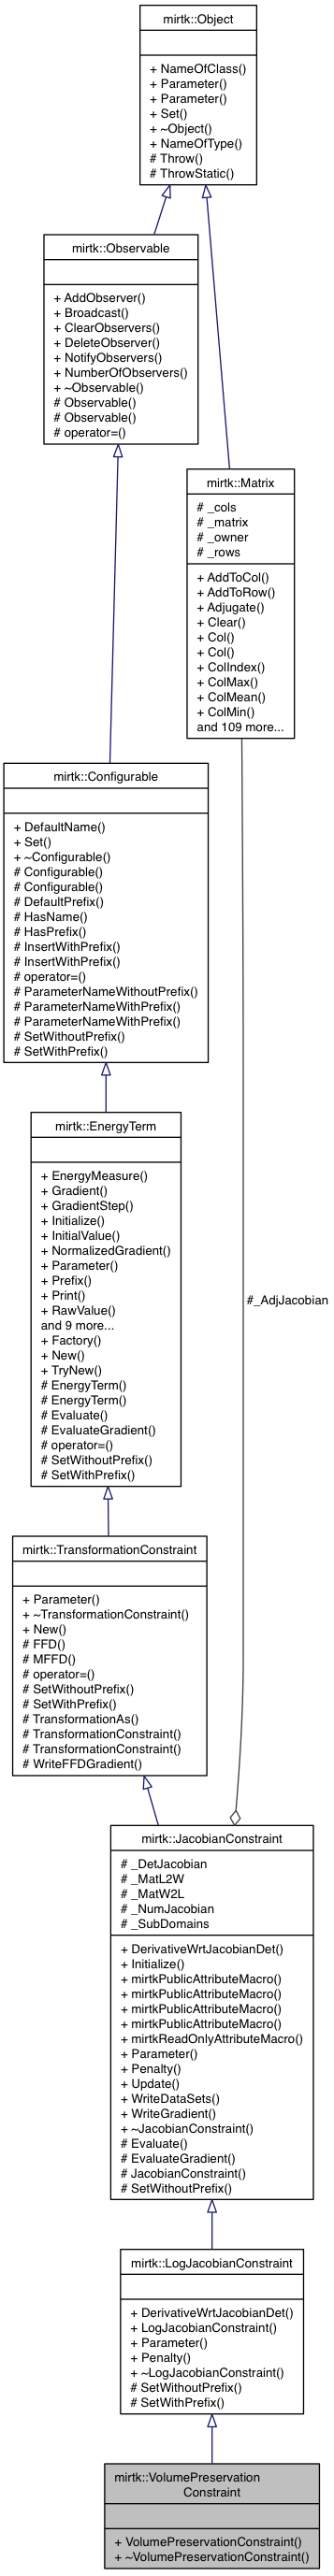 mirtk::Object
+ NameOfClass()
+ Parameter()
+ Parameter()
+ Set()
+ ~Object()
+ NameOfType()
# Throw()
# ThrowStatic()
mirtk::Observable
+ AddObserver()
+ Broadcast()
+ ClearObservers()
+ DeleteObserver()
+ NotifyObservers()
+ NumberOfObservers()
+ ~Observable()
# Observable()
# Observable()
# operator=()
mirtk::Matrix
# _cols
# _matrix
# _owner
# _rows
+ AddToCol()
+ AddToRow()
+ Adjugate()
+ Clear()
+ Col()
+ Col()
+ ColIndex()
+ ColMax()
+ ColMean()
+ ColMin()
and 109 more...
mirtk::Configurable
+ DefaultName()
+ Set()
+ ~Configurable()
# Configurable()
# Configurable()
# DefaultPrefix()
# HasName()
# HasPrefix()
# InsertWithPrefix()
# InsertWithPrefix()
# operator=()
# ParameterNameWithoutPrefix()
# ParameterNameWithPrefix()
# ParameterNameWithPrefix()
# SetWithoutPrefix()
# SetWithPrefix()
mirtk::EnergyTerm
+ EnergyMeasure()
+ Gradient()
+ GradientStep()
+ Initialize()
+ InitialValue()
+ NormalizedGradient()
+ Parameter()
+ Prefix()
+ Print()
+ RawValue()
and 9 more...
+ Factory()
+ New()
+ TryNew()
# EnergyTerm()
# EnergyTerm()
# Evaluate()
# EvaluateGradient()
# operator=()
# SetWithoutPrefix()
# SetWithPrefix()
#_AdjJacobian
mirtk::TransformationConstraint
+ Parameter()
+ ~TransformationConstraint()
+ New()
# FFD()
# MFFD()
# operator=()
# SetWithoutPrefix()
# SetWithPrefix()
# TransformationAs()
# TransformationConstraint()
# TransformationConstraint()
# WriteFFDGradient()
mirtk::JacobianConstraint
# _DetJacobian
# _MatL2W
# _MatW2L
# _NumJacobian
# _SubDomains
+ DerivativeWrtJacobianDet()
+ Initialize()
+ mirtkPublicAttributeMacro()
+ mirtkPublicAttributeMacro()
+ mirtkPublicAttributeMacro()
+ mirtkPublicAttributeMacro()
+ mirtkReadOnlyAttributeMacro()
+ Parameter()
+ Penalty()
+ Update()
+ WriteDataSets()
+ WriteGradient()
+ ~JacobianConstraint()
# Evaluate()
# EvaluateGradient()
# JacobianConstraint()
# SetWithoutPrefix()
mirtk::LogJacobianConstraint
+ DerivativeWrtJacobianDet()
+ LogJacobianConstraint()
+ Parameter()
+ Penalty()
+ ~LogJacobianConstraint()
# SetWithoutPrefix()
# SetWithPrefix()
mirtk::VolumePreservation
Constraint
+ VolumePreservationConstraint()
+ ~VolumePreservationConstraint()